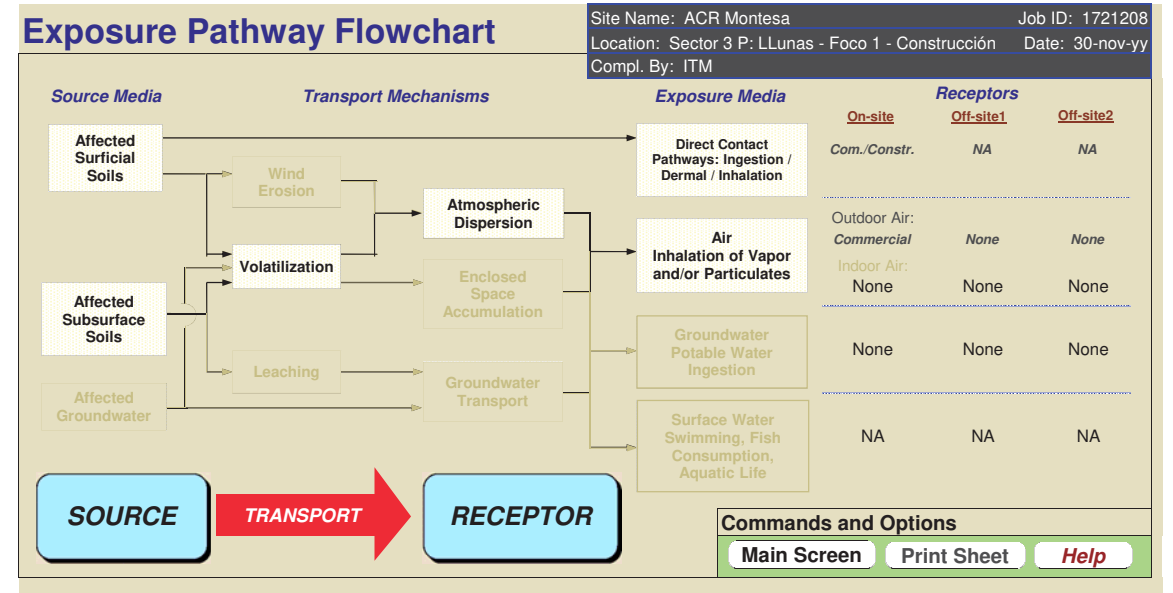 Exposure Pathway Flowchart
Site Name: ACR Montesa Job ID: 1721208
Location: Sector 3 P: LLunas - Foco 1 - Construcción Date: 30-nov-yy
Compl. By: ITM
Source Media
Transport Mechanisms
Exposure Media
Receptors
On-site Off-site1 Off-site2
Affected
Surficial
Soils
Wind
Erosion
Direct Contact
Pathways: Ingestion /
Dermal / Inhalation
Com./Constr. NA NA
Atmospheric
Dispersion
Volatilization
Air
Inhalation of Vapor
and/or Particulates
Outdoor Air:
Commercial None None
Indoor Air:
None None None
Affected
Subsurface
Soils
Enclosed
Space
Accumulation
Groundwater
Potable Water
Ingestion
None None None
Leaching
Groundwater
Transport
Affected
Groundwater
Surface Water
Swimming, Fish
Consumption,
Aquatic Life
NA NA NA
SOURCE
TRANSPORT
RECEPTOR
Commands and Options
Main Screen Print Sheet Help